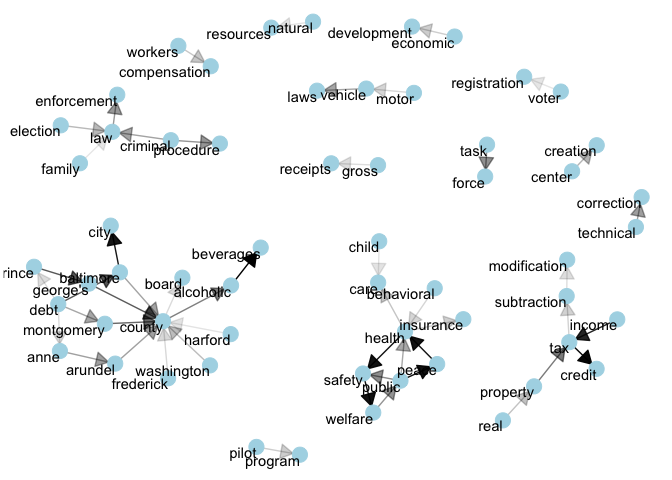 resources natural
development
economic
workers
compensation
registration
voter
laws vehicle motor
enforcement
election
law
criminal
procedure
family
task
force
creation
center
receipts gross
correction
technical
city
beverages
child
rince
baltimore
george's
board
alcoholic
care
behavioral
modification
debt
subtraction
montgomery
county
harford
health
insurance
income
tax
anne
arundel
frederick
washington
safety
public
peace
credit
property
welfare
real
pilot
program